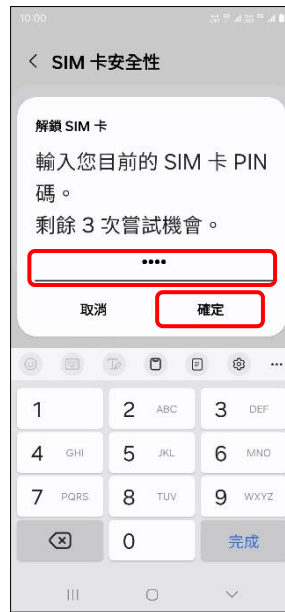 10:00
SIM 卡安全性
解鎖 SIM 卡
輸入您目前的 SIM 卡 PIN
碼。
剩餘 3 次嘗試機會。
••••
取消 確定
1 2 ABC 3 DEF
4 GHI 5 JKL 6 MNO
7 PQRS 8 TUV 9 WXYZ
0 完成